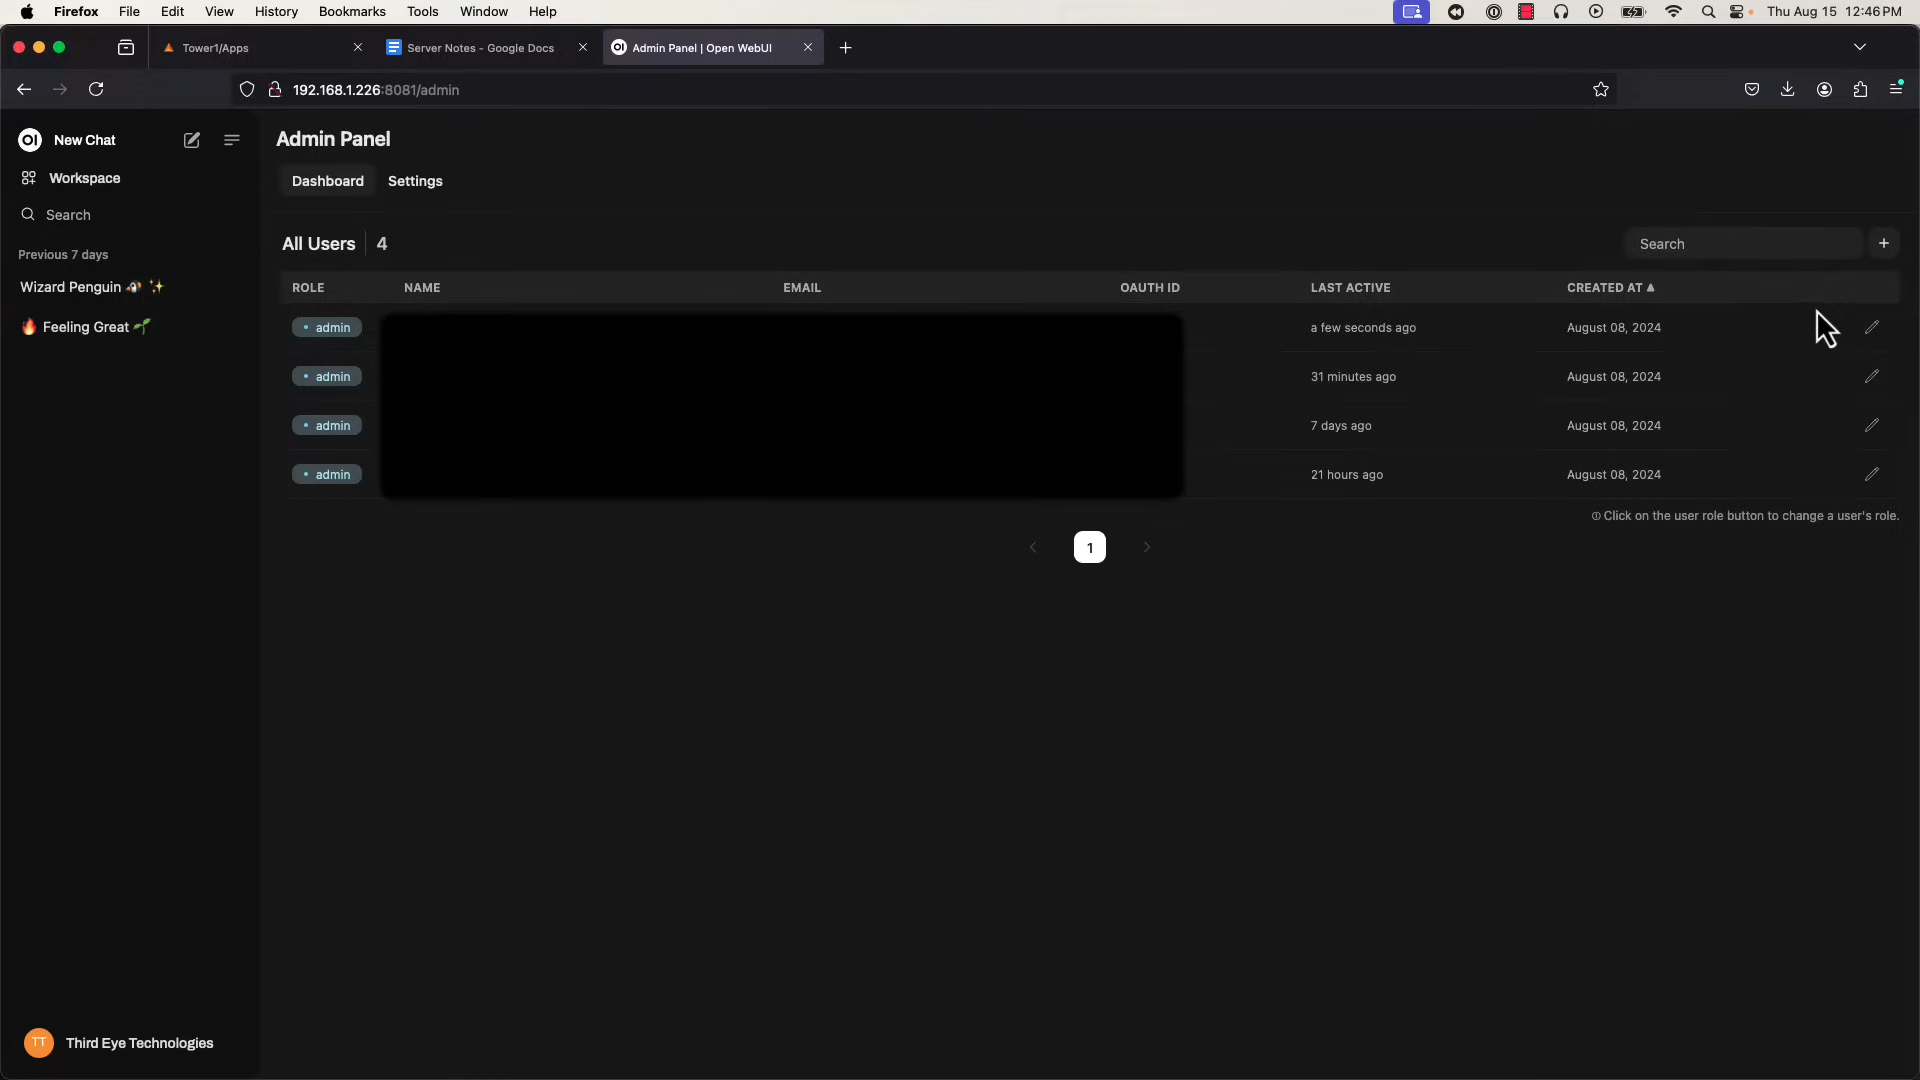 Firefox File Edit View History Bookmarks Tools Window Help Thu Aug 15 12:46 PM
Tower1/Apps Server Notes - Google Docs Admin Panel | Open WebUI
192.168.1.226:8081/admin
OI New Chat
Workspace
Search
Previous 7 days
Wizard Penguin 🐧 ✨
🔥 Feeling Great 🌱
TT Third Eye Technologies
Admin Panel
Dashboard Settings
All Users 4 Search +
ROLE NAME EMAIL OAUTH ID LAST ACTIVE CREATED AT ▲
• admin a few seconds ago August 08, 2024
• admin 31 minutes ago August 08, 2024
• admin 7 days ago August 08, 2024
• admin 21 hours ago August 08, 2024
ⓘ Click on the user role button to change a user's role.
1